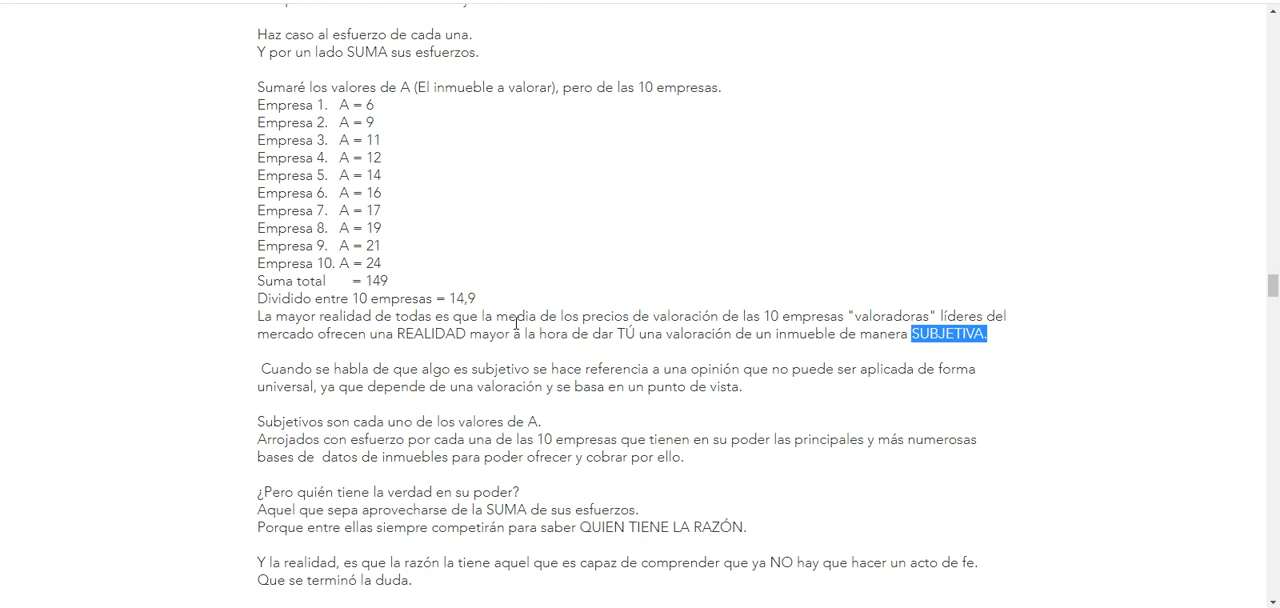 Haz caso al esfuerzo de cada una.
Y por un lado SUMA sus esfuerzos.
Sumaré los valores de A (El inmueble a valorar), pero de las 10 empresas.
Empresa 1. A = 6
Empresa 2. A = 9
Empresa 3. A = 11
Empresa 4. A = 12
Empresa 5. A = 14
Empresa 6. A = 16
Empresa 7. A = 17
Empresa 8. A = 19
Empresa 9. A = 21
Empresa 10. A = 24
Suma total = 149
Dividido entre 10 empresas = 14,9
La mayor realidad de todas es que la media de los precios de valoración de las 10 empresas "valoradoras" líderes del
mercado ofrecen una REALIDAD mayor a la hora de dar TÚ una valoración de un inmueble de manera SUBJETIVA.
Cuando se habla de que algo es subjetivo se hace referencia a una opinión que no puede ser aplicada de forma
universal, ya que depende de una valoración y se basa en un punto de vista.
Subjetivos son cada uno de los valores de A.
Arrojados con esfuerzo por cada una de las 10 empresas que tienen en su poder las principales y más numerosas
bases de datos de inmuebles para poder ofrecer y cobrar por ello.
¿Pero quién tiene la verdad en su poder?
Aquel que sepa aprovecharse de la SUMA de sus esfuerzos.
Porque entre ellas siempre competirán para saber QUIEN TIENE LA RAZÓN.
Y la realidad, es que la razón la tiene aquel que es capaz de comprender que ya NO hay que hacer un acto de fe.
Que se terminó la duda.